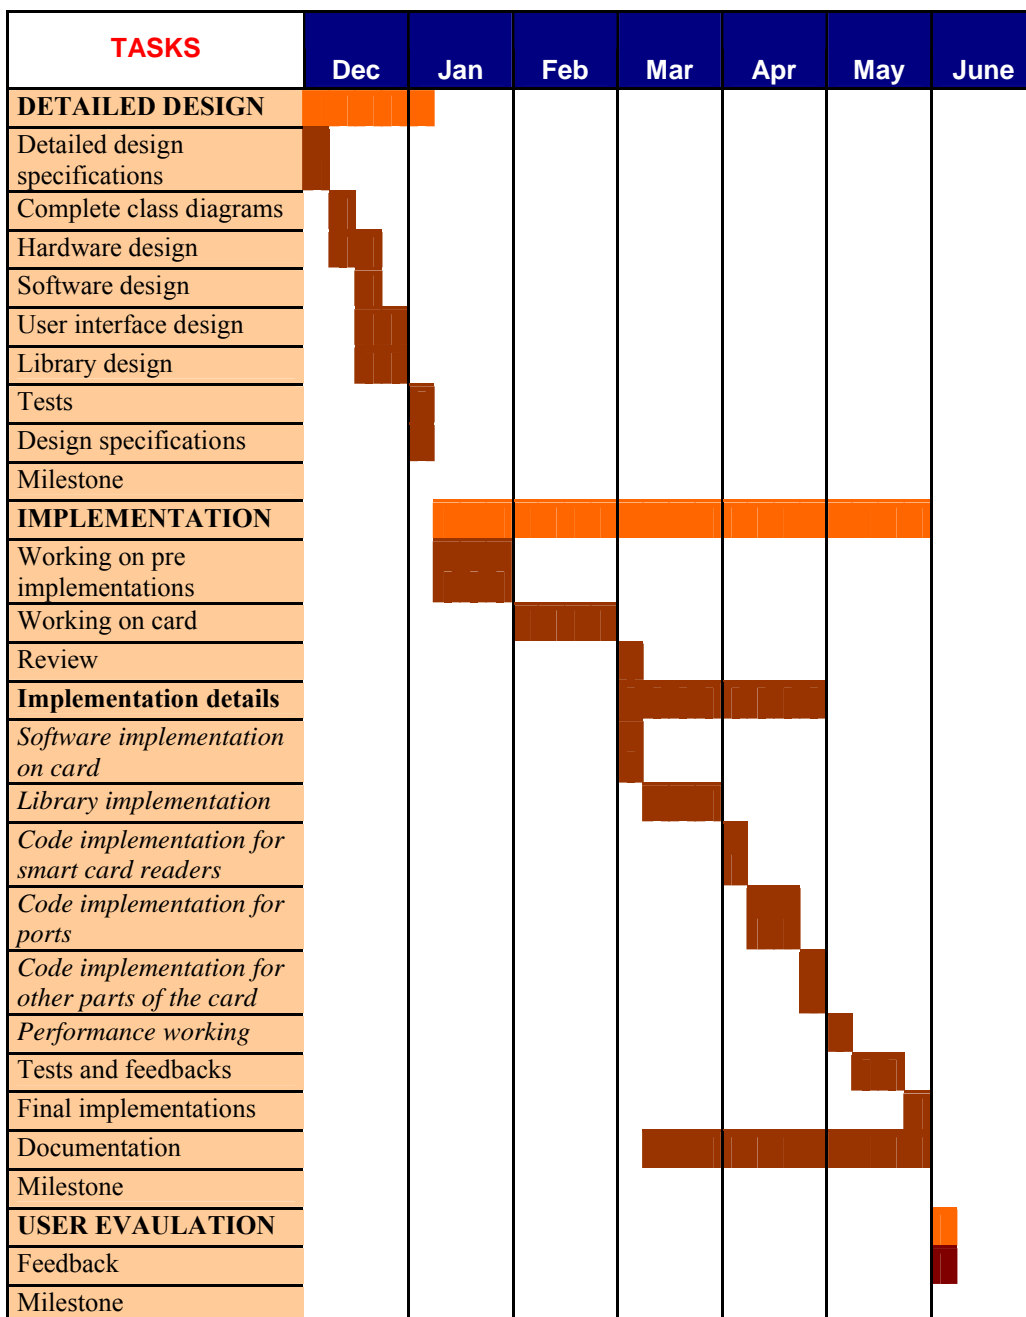 TASKS
Dec Jan Feb Mar Apr May June
DETAILED DESIGN
Detailed design
specifications
Complete class diagrams
Hardware design
Software design
User interface design
Library design
Tests
Design specifications
Milestone
IMPLEMENTATION
Working on pre
implementations
Working on card
Review
Implementation details
Software implementation
on card
Library implementation
Code implementation for
smart card readers
Code implementation for
ports
Code implementation for
other parts of the card
Performance working
Tests and feedbacks
Final implementations
Documentation
Milestone
USER EVAULATION
Feedback
Milestone